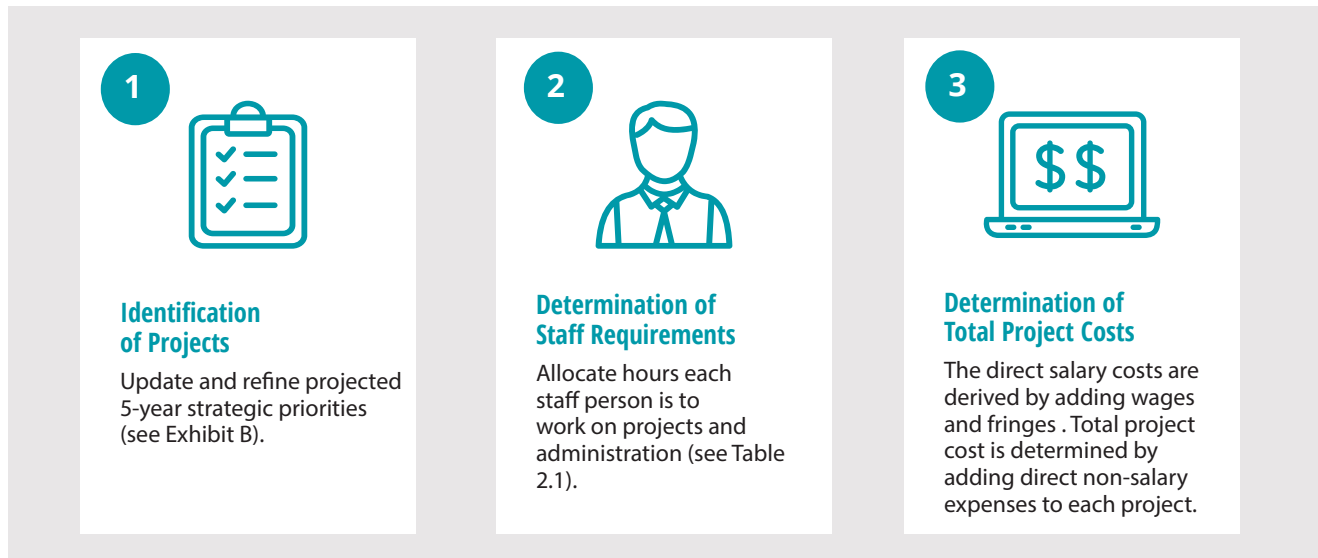 1
Identification
of Projects
Update and refine projected
5-year strategic priorities
(see Exhibit B).
2
Determination of
Staff Requirements
Allocate hours each
staff person is to
work on projects and
administration (see Table
2.1).
3
$$
Determination of
Total Project Costs
The direct salary costs are
derived by adding wages
and fringes . Total project
cost is determined by
adding direct non-salary
expenses to each project.